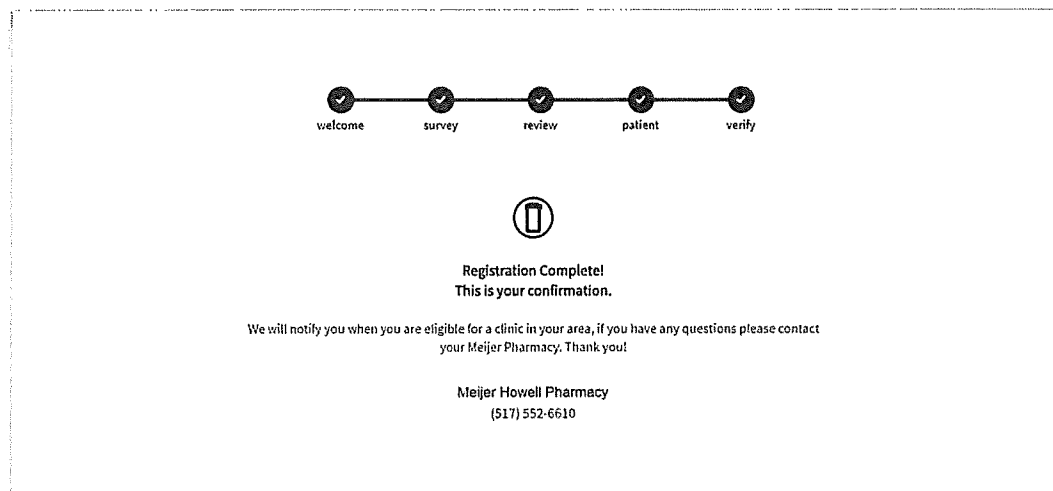 welcome survey review patient verify
Registration Complete!
This is your confirmation.
We will notify you when you are eligible for a clinic in your area, if you have any questions please contact
your Meijer Pharmacy. Thank you!
Meijer Howell Pharmacy
(517) 552-6610